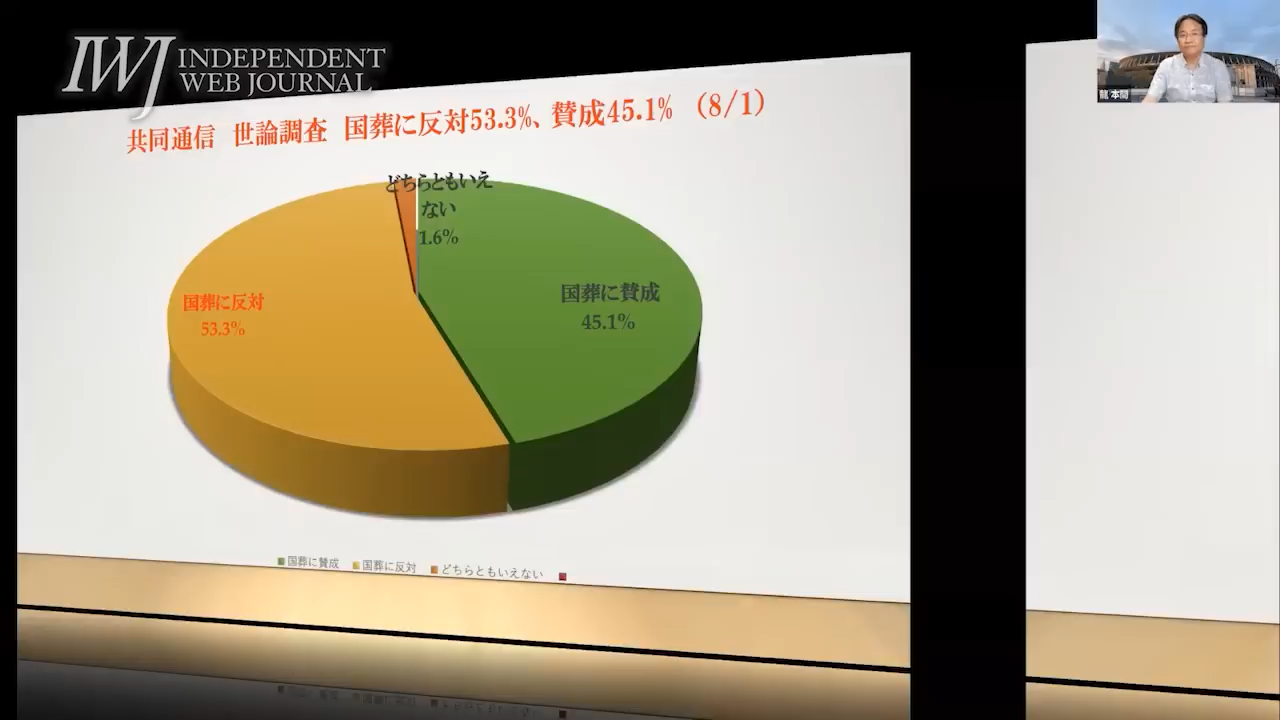 IWJ INDEPENDENT
WEB JOURNAL
共同通信 世論調査 国葬に反対53.3%、賛成45.1% (8/1)
どちらともいえ
ない
1.6%
国葬に反対
53.3%
国葬に賛成
45.1%
国葬に賛成 国葬に反対 どちらともいえない